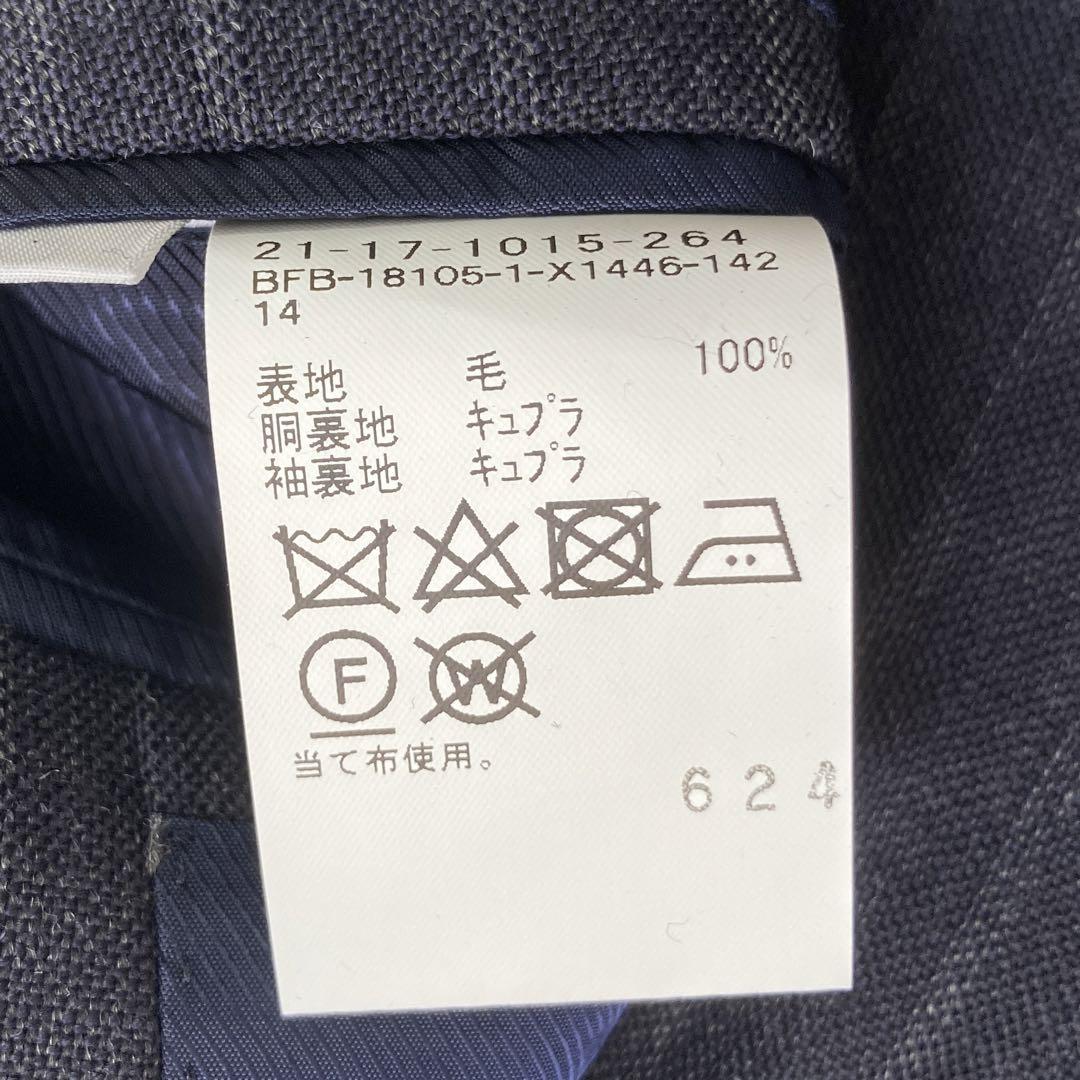 21-17-1015-264
BFB-18105-1-X1446-142
14
表地 毛 100%
胴裏地 キュプラ
袖裏地 キュプラ
F W
当て布使用。
624